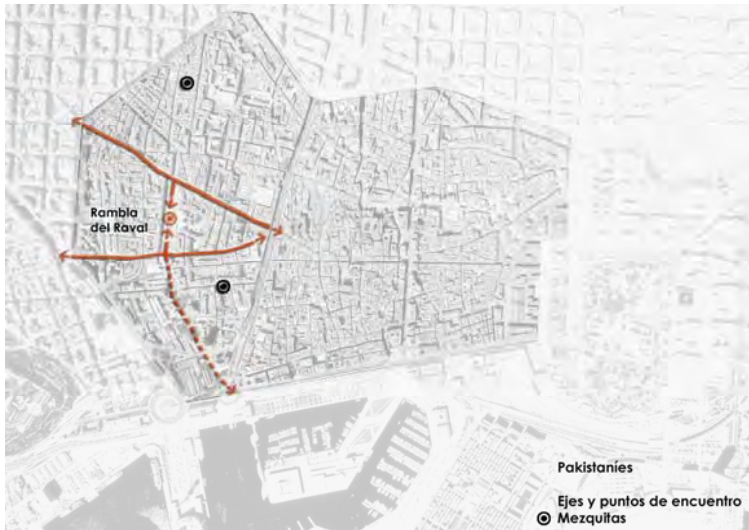 Rambla
del Raval
Pakistaníes
Ejes y puntos de encuentro
Mezquitas